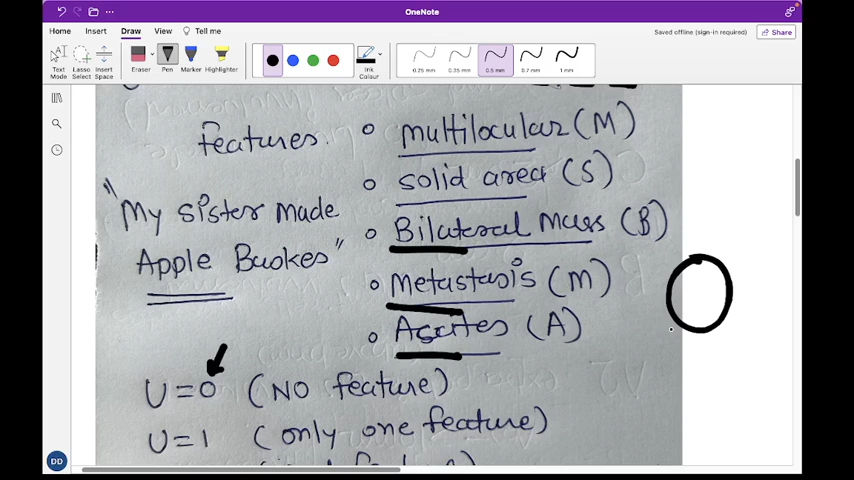 OneNote
Home Insert Draw View Tell me
Saved offline (sign-in required) Share
Text Mode
Lasso Select
Insert Space
Eraser Pen Marker Highlighter
Ink Colour
0.25 mm 0.35 mm 0.5 mm 0.7 mm 1 mm
features. multilocular (M)
solid area (S)
"My sister made
Apple Baskes"
Bilateral Mass (B)
Metastasis (M)
Ascites (A)
U = 0 (NO feature)
U = 1 (only one feature)
DD